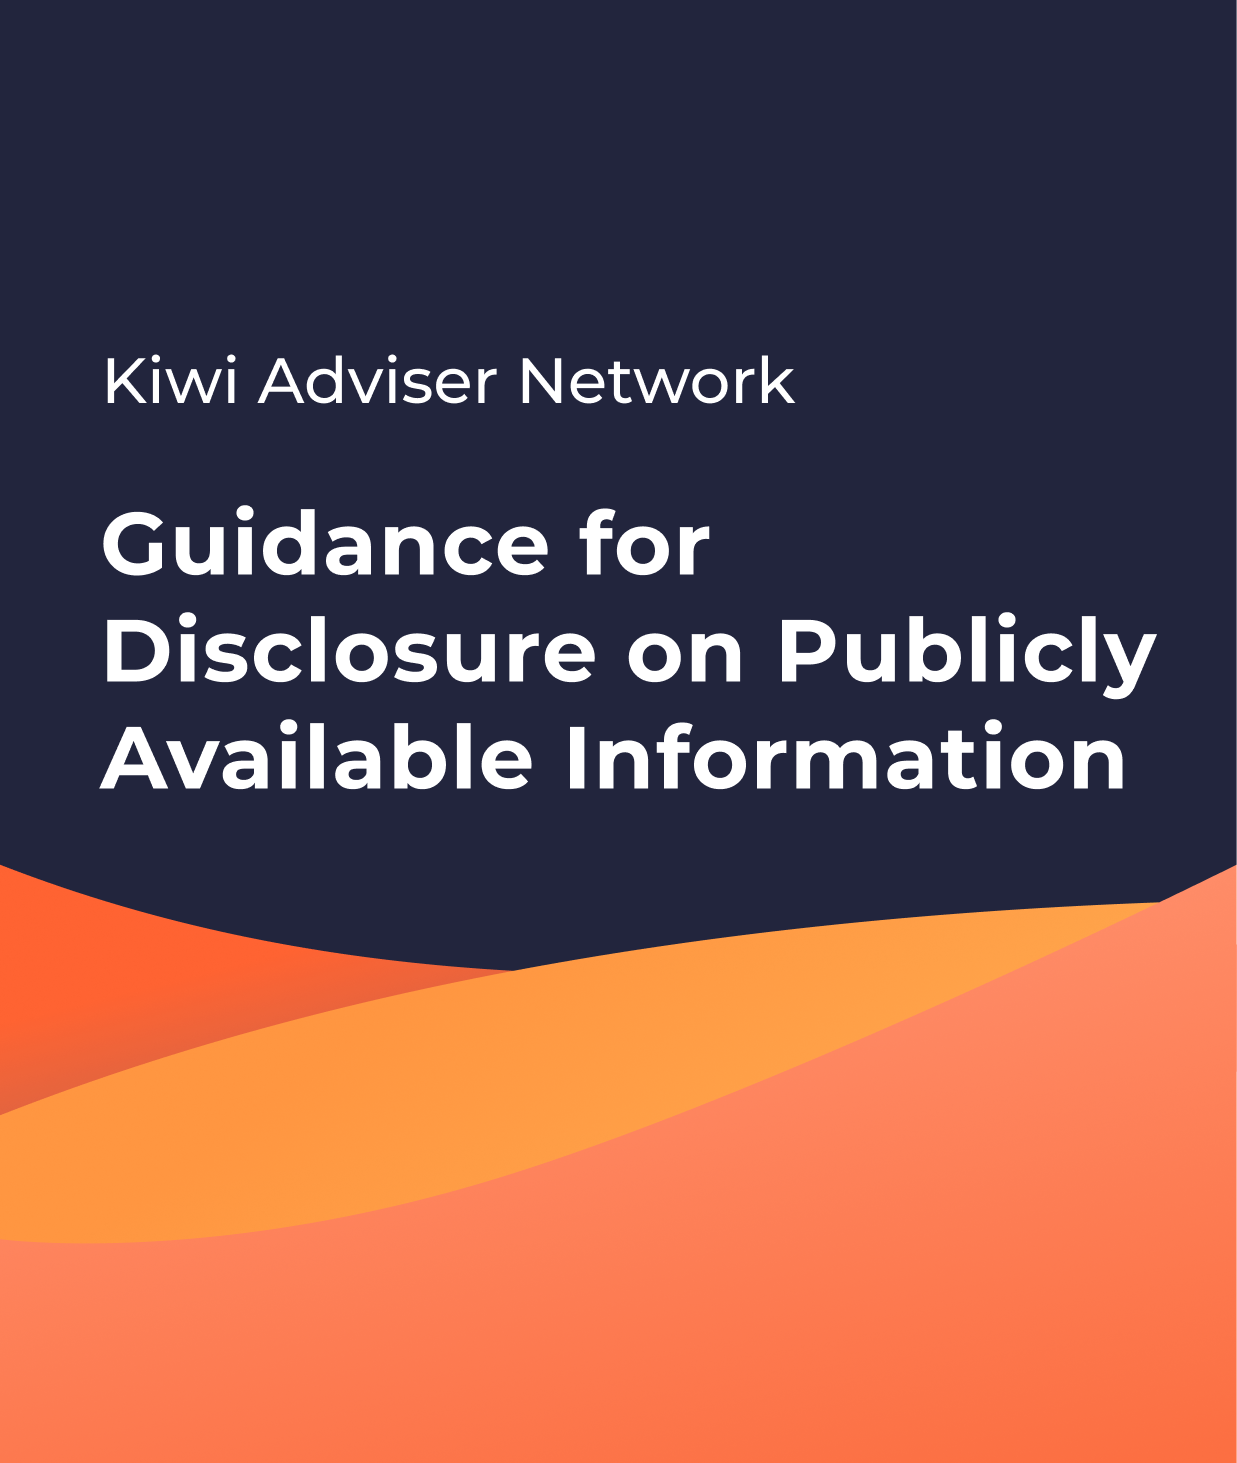 Kiwi Adviser Network
Guidance for
Disclosure on Publicly
Available Information